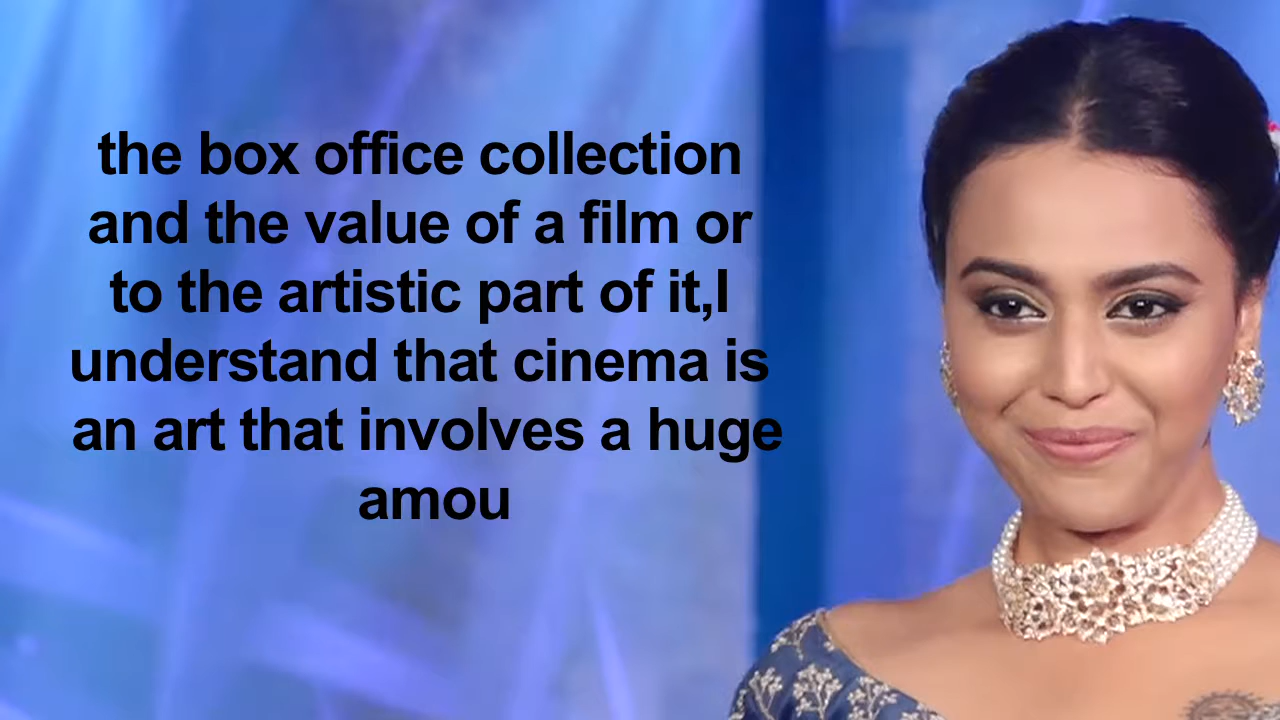 the box office collection
and the value of a film or
to the artistic part of it,I
understand that cinema is
an art that involves a huge
amou